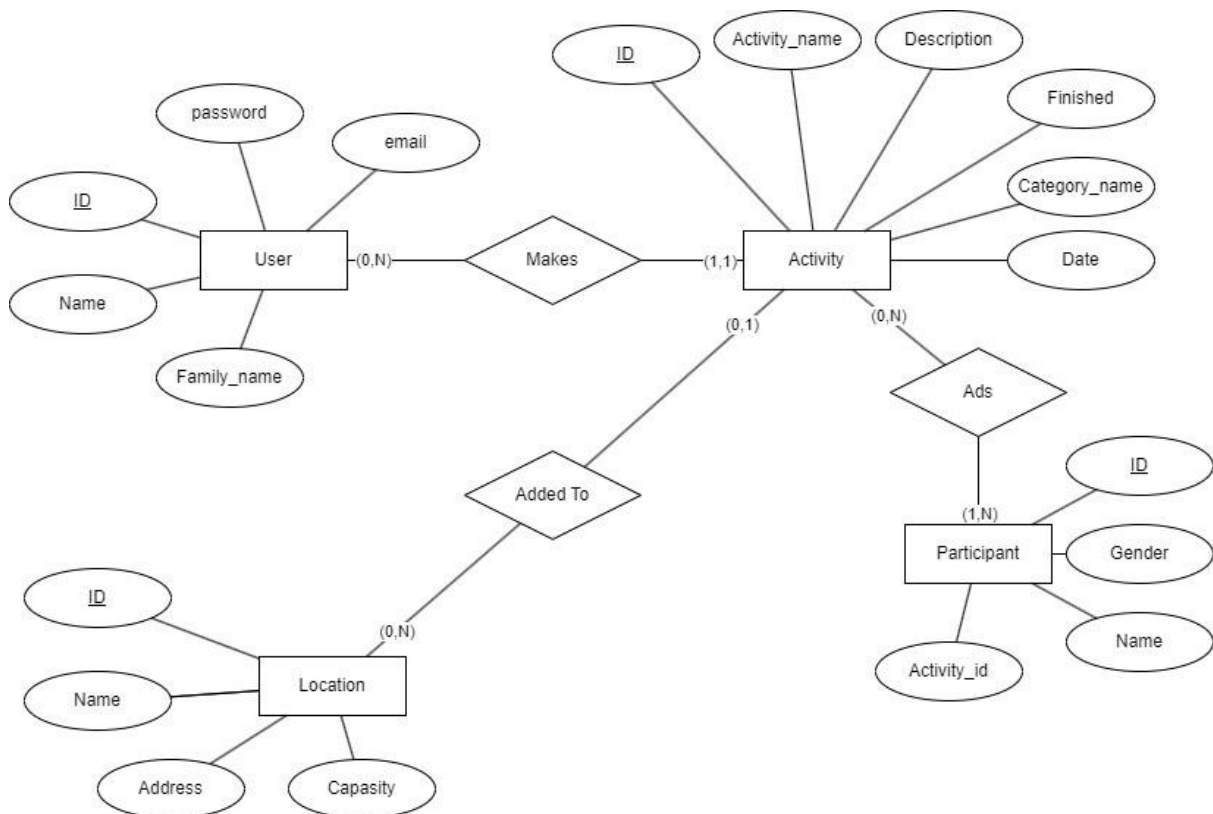 ID
Activity_name
Description
Finished
password
email
Category_name
ID
User
(0,N)
Makes
(1,1)
Activity
Date
Name
(0,1)
(0,N)
Family_name
Ads
Added To
ID
(1,N)
Participant
Gender
ID
(0,N)
Name
Activity_id
Location
Name
Address
Capasity